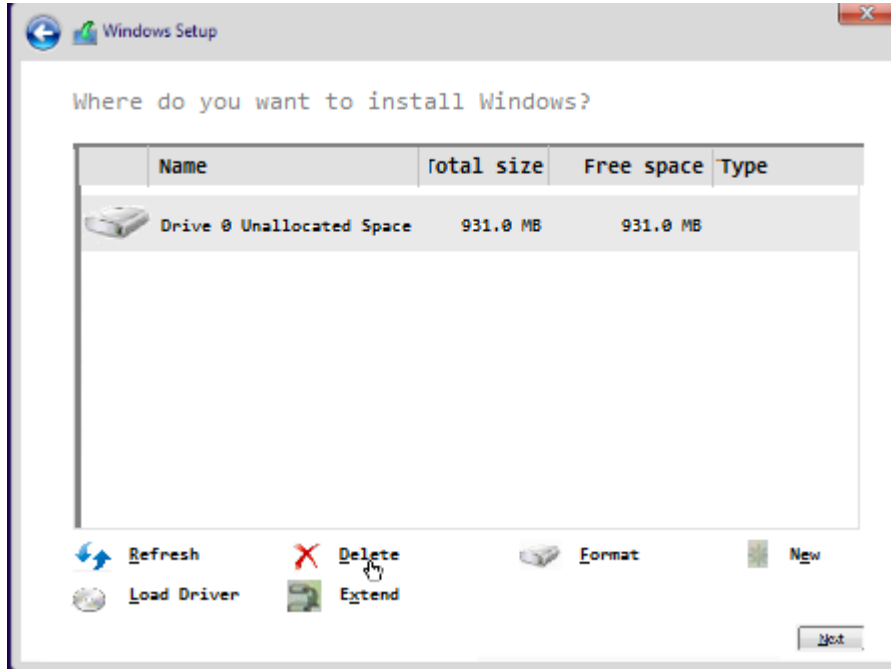 Windows Setup
Where do you want to install Windows?
Name Total size Free space Type
Drive 0 Unallocated Space 931.0 MB 931.0 MB
Refresh Delete Format New
Load Driver Extend
Next